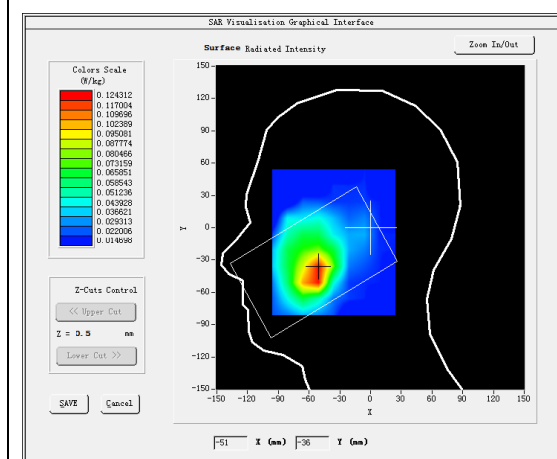 SAR Visualisation Graphical Interface
Surface Radiated Intensity
Zoom In/Out
Colors Scale
(W/kg)
0.124312
0.117004
0.109696
0.102389
0.095081
0.087774
0.080466
0.073159
0.065851
0.058543
0.051236
0.043928
0.036621
0.029313
0.022006
0.014698
Z-Cuts Control
<< Upper Cut
Z = 0.5 mm
Lower Cut >>
SAVE Cancel
150
120
90
60
30
0
-30
-60
-90
-120
-150
Y
-150 -120 -90 -60 -30 0 30 60 90 120 150
X
-51 X (mm) -36 Y (mm)